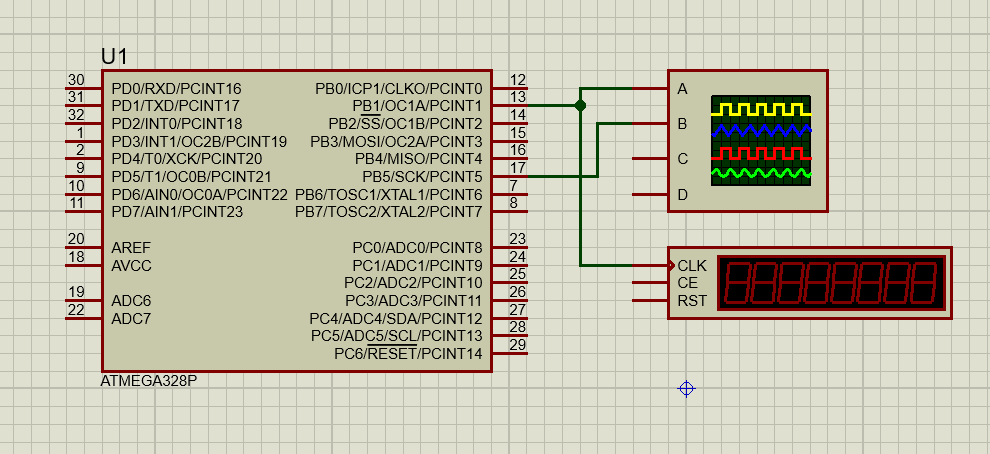 U1
30 PD0/RXD/PCINT16 PB0/ICP1/CLKO/PCINT0 12
31 PD1/TXD/PCINT17 PB1/OC1A/PCINT1 13
32 PD2/INT0/PCINT18 PB2/SS/OC1B/PCINT2 14
1 PD3/INT1/OC2B/PCINT19 PB3/MOSI/OC2A/PCINT3 15
2 PD4/T0/XCK/PCINT20 PB4/MISO/PCINT4 16
9 PD5/T1/OC0B/PCINT21 PB5/SCK/PCINT5 17
10 PD6/AIN0/OC0A/PCINT22 PB6/TOSC1/XTAL1/PCINT6 7
11 PD7/AIN1/PCINT23 PB7/TOSC2/XTAL2/PCINT7 8
20 AREF PC0/ADC0/PCINT8 23
18 AVCC PC1/ADC1/PCINT9 24
PC2/ADC2/PCINT10 25
19 ADC6 PC3/ADC3/PCINT11 26
22 ADC7 PC4/ADC4/SDA/PCINT12 27
PC5/ADC5/SCL/PCINT13 28
PC6/RESET/PCINT14 29
ATMEGA328P
A
B
C
D
CLK
CE
RST